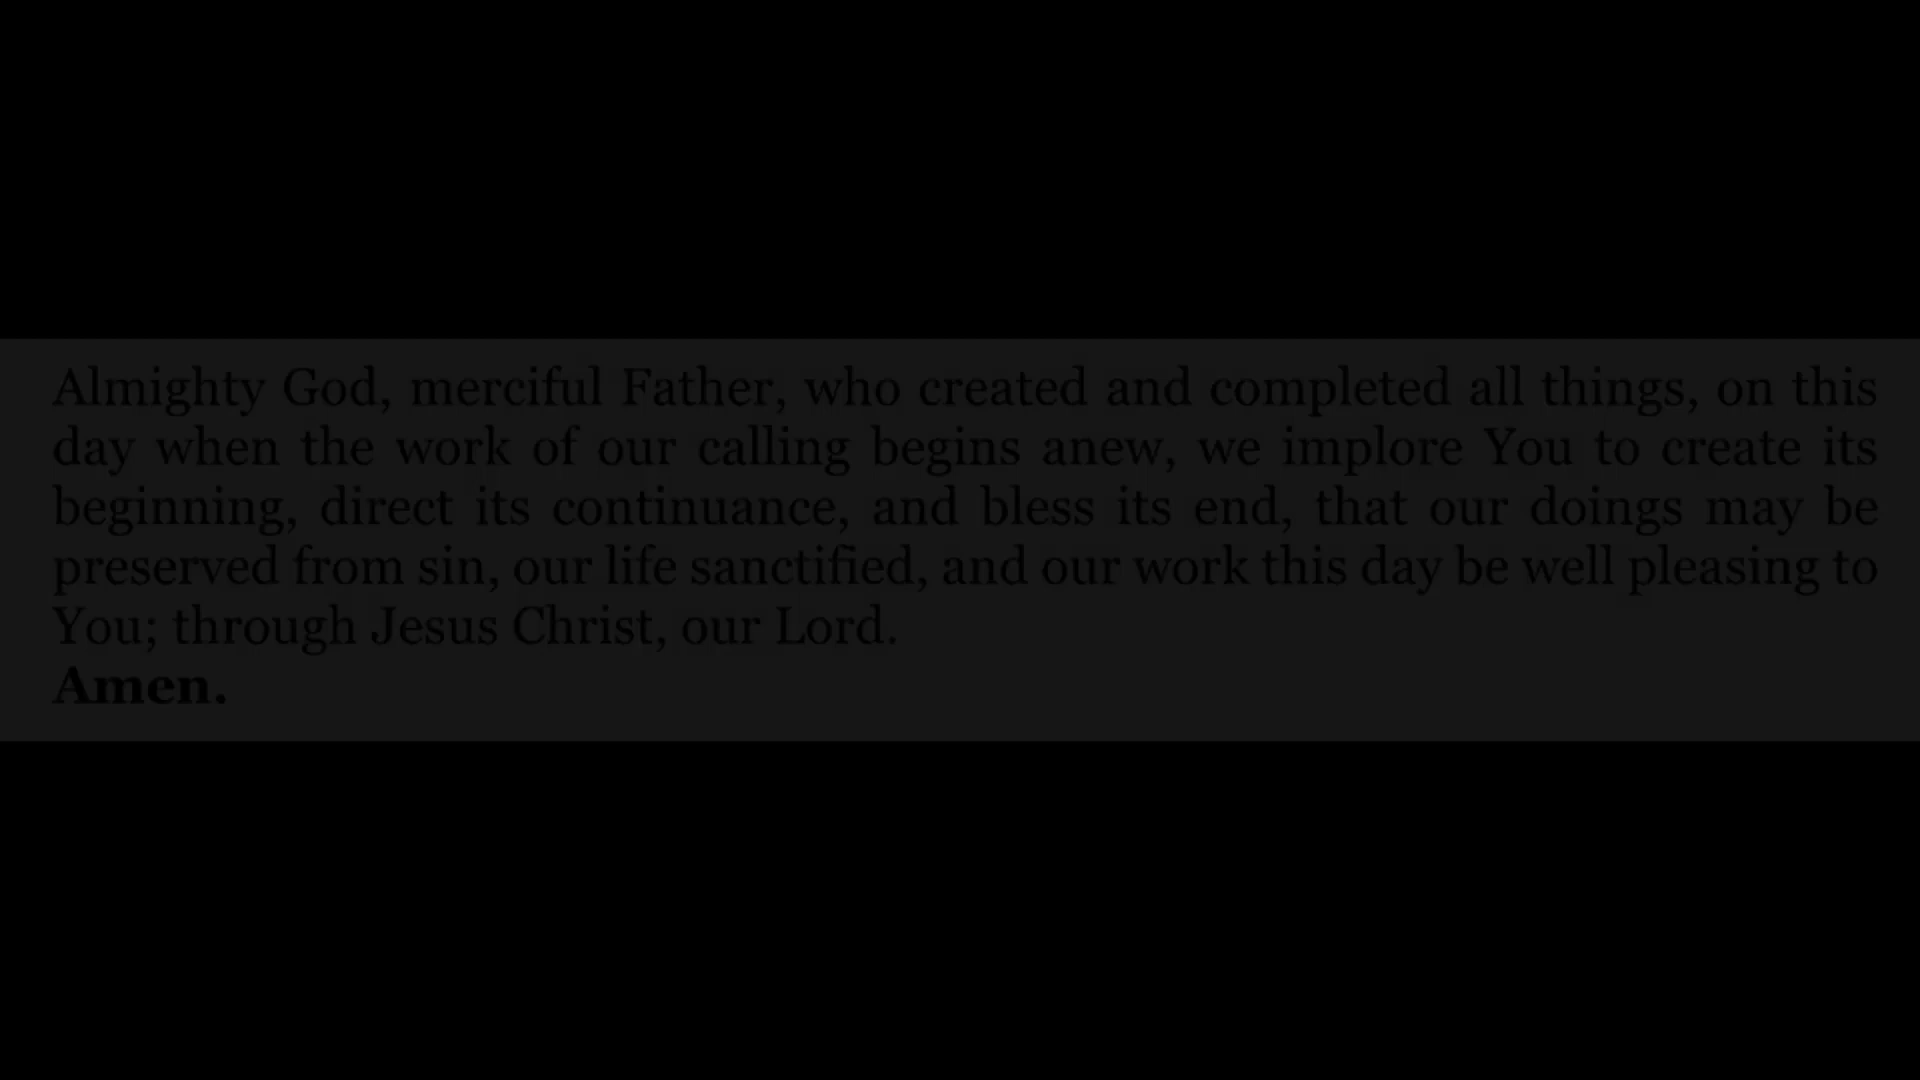 Almighty God, merciful Father, who created and completed all things, on this
day when the work of our calling begins anew, we implore You to create its
beginning, direct its continuance, and bless its end, that our doings may be
preserved from sin, our life sanctified, and our work this day be well pleasing to
You; through Jesus Christ, our Lord.
Amen.